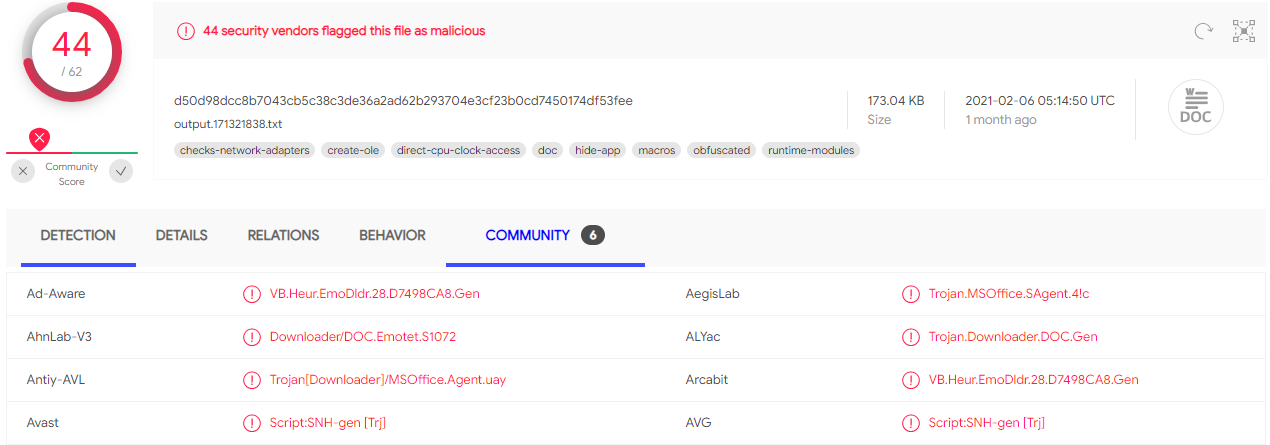 44
/ 62
44 security vendors flagged this file as malicious
d50d98dcc8b7043cb5c38c3de36a2ad62b293704e3cf23b0cd7450174df53fee
output.171321838.txt
173.04 KB
Size
2021-02-06 05:14:50 UTC
1 month ago
W
DOC
checks-network-adapters create-ole direct-cpu-clock-access doc hide-app macros obfuscated runtime-modules
Community
Score
DETECTION DETAILS RELATIONS BEHAVIOR COMMUNITY 6
Ad-Aware VB.Heur.EmoDldr.28.D7498CA8.Gen AegisLab Trojan.MSOffice.SAgent.4!c
AhnLab-V3 Downloader/DOC.Emotet.S1072 ALYac Trojan.Downloader.DOC.Gen
Antiy-AVL Trojan[Downloader]/MSOffice.Agent.uay Arcabit VB.Heur.EmoDldr.28.D7498CA8.Gen
Avast Script:SNH-gen [Trj] AVG Script:SNH-gen [Trj]